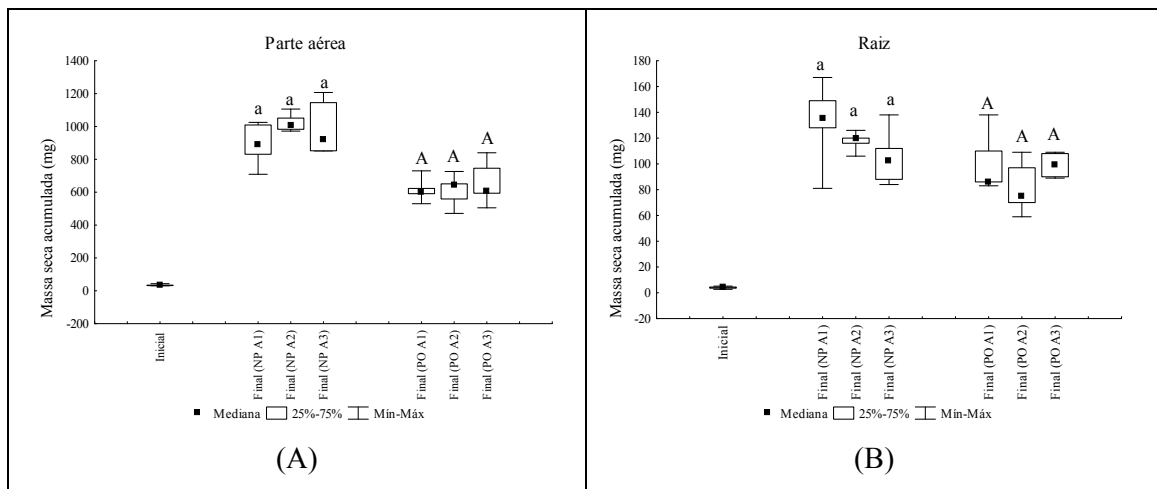 Parte aérea
Massa seca acumulada (mg)
1400
1200
1000
800
600
400
200
0
-200
a
a
a
A
A
A
Inicial
Final (NP A1)
Final (NP A2)
Final (NP A3)
Final (PO A1)
Final (PO A2)
Final (PO A3)
Mediana 25%-75% Mín-Máx
(A)
Raiz
Massa seca acumulada (mg)
180
160
140
120
100
80
60
40
20
0
-20
a
a
a
A
A
A
Inicial
Final (NP A1)
Final (NP A2)
Final (NP A3)
Final (PO A1)
Final (PO A2)
Final (PO A3)
Mediana 25%-75% Mín-Máx
(B)